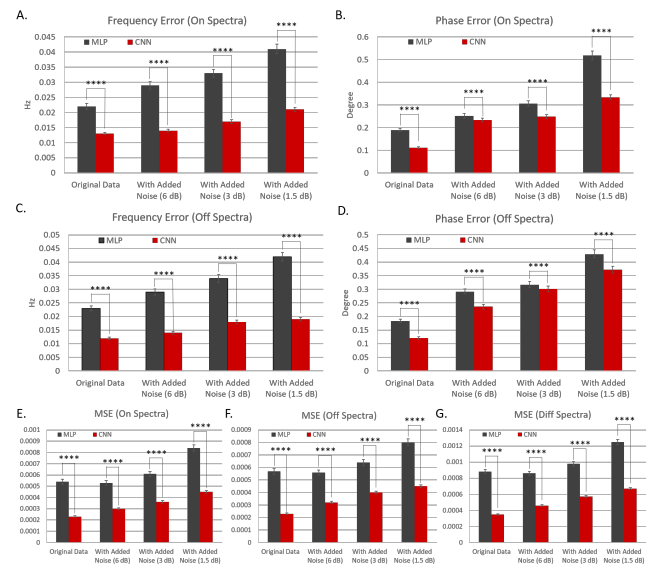 A.
Frequency Error (On Spectra)
0.045
0.04
0.035
0.03
0.025
0.02
0.015
0.01
0.005
0
Hz
MLP
CNN
****
****
****
****
Original Data
With Added
Noise (6 dB)
With Added
Noise (3 dB)
With Added
Noise (1.5 dB)
B.
Phase Error (On Spectra)
0.6
0.5
0.4
0.3
0.2
0.1
0
Degree
MLP
CNN
****
****
****
****
Original Data
With Added
Noise (6 dB)
With Added
Noise (3 dB)
With Added
Noise (1.5 dB)
C.
Frequency Error (Off Spectra)
0.05
0.045
0.04
0.035
0.03
0.025
0.02
0.015
0.01
0.005
0
Hz
MLP
CNN
****
****
****
****
Original Data
With Added
Noise (6 dB)
With Added
Noise (3 dB)
With Added
Noise (1.5 dB)
D.
Phase Error (Off Spectra)
0.5
0.45
0.4
0.35
0.3
0.25
0.2
0.15
0.1
0.05
0
Degree
MLP
CNN
****
****
****
****
Original Data
With Added
Noise (6 dB)
With Added
Noise (3 dB)
With Added
Noise (1.5 dB)
E.
MSE (On Spectra)
0.001
0.0009
0.0008
0.0007
0.0006
0.0005
0.0004
0.0003
0.0002
0.0001
0
MLP
CNN
****
****
****
****
Original Data
With Added
Noise (6 dB)
With Added
Noise (3 dB)
With Added
Noise (1.5 dB)
F.
MSE (Off Spectra)
0.0009
0.0008
0.0007
0.0006
0.0005
0.0004
0.0003
0.0002
0.0001
0
MLP
CNN
****
****
****
****
Original Data
With Added
Noise (6 dB)
With Added
Noise (3 dB)
With Added
Noise (1.5 dB)
G.
MSE (Diff Spectra)
0.0014
0.0012
0.001
0.0008
0.0006
0.0004
0.0002
0
MLP
CNN
****
****
****
****
Original Data
With Added
Noise (6 dB)
With Added
Noise (3 dB)
With Added
Noise (1.5 dB)